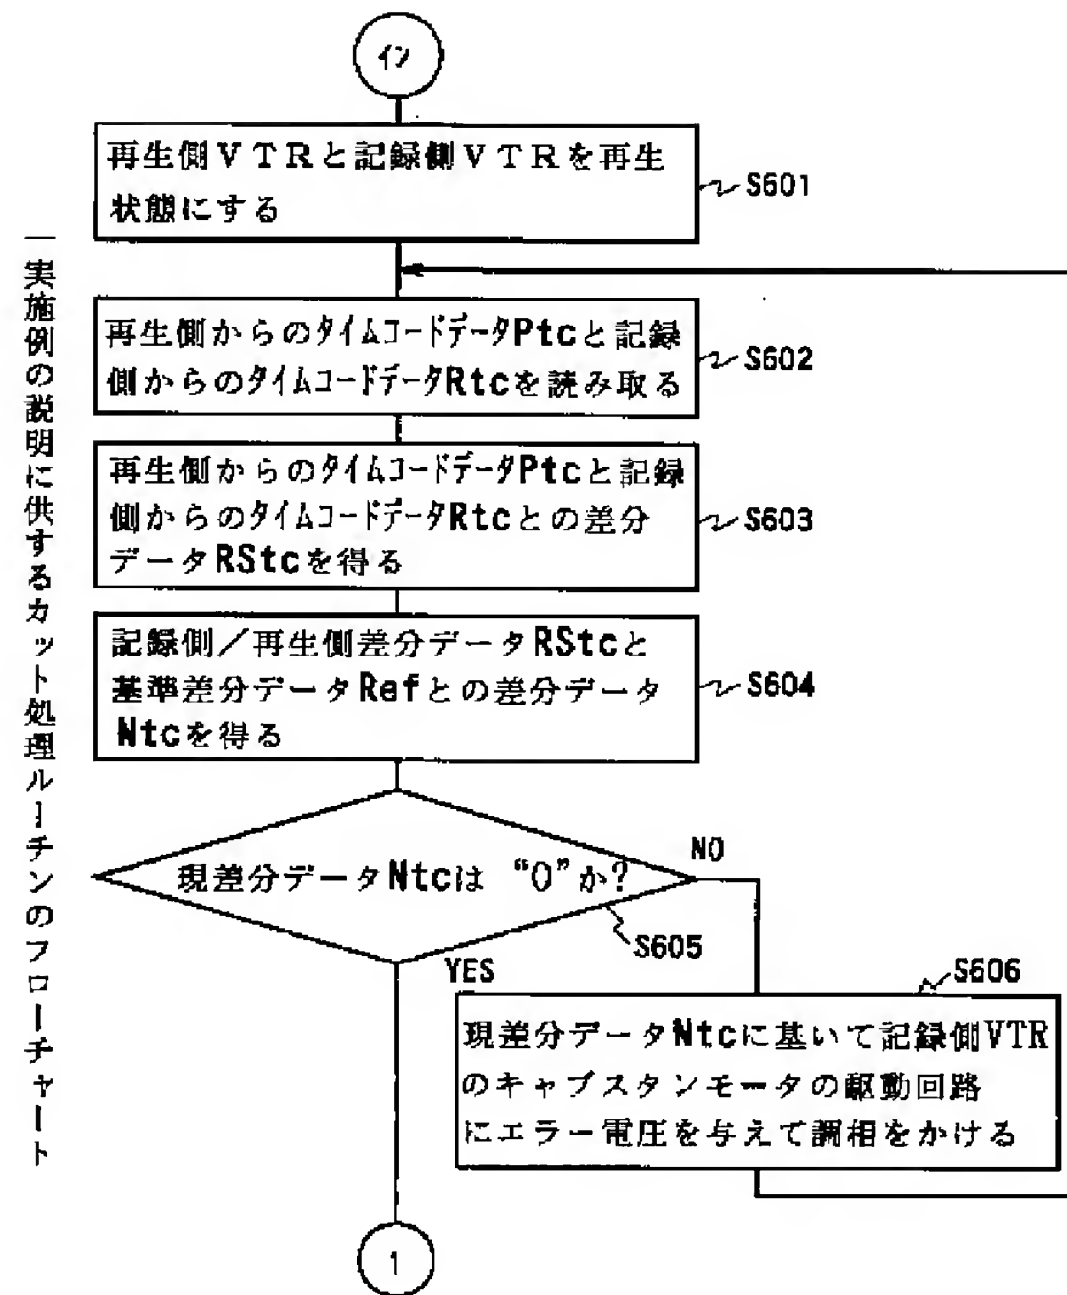 イン
再生側VTRと記録側VTRを再生
状態にする
S601
再生側からのタイムコードデータPtcと記録
側からのタイムコードデータRtcを読み取る
S602
再生側からのタイムコードデータPtcと記録
側からのタイムコードデータRtcとの差分
データRStcを得る
S603
記録側/再生側差分データRStcと
基準差分データRefとの差分データ
Ntcを得る
S604
現差分データNtcは “0”か?
NO
S605
YES
S606
現差分データNtcに基いて記録側VTR
のキャプスタンモータの駆動回路
にエラー電圧を与えて調相をかける
1
一実施例の説明に供するカット処理ルーチンのフローチャート